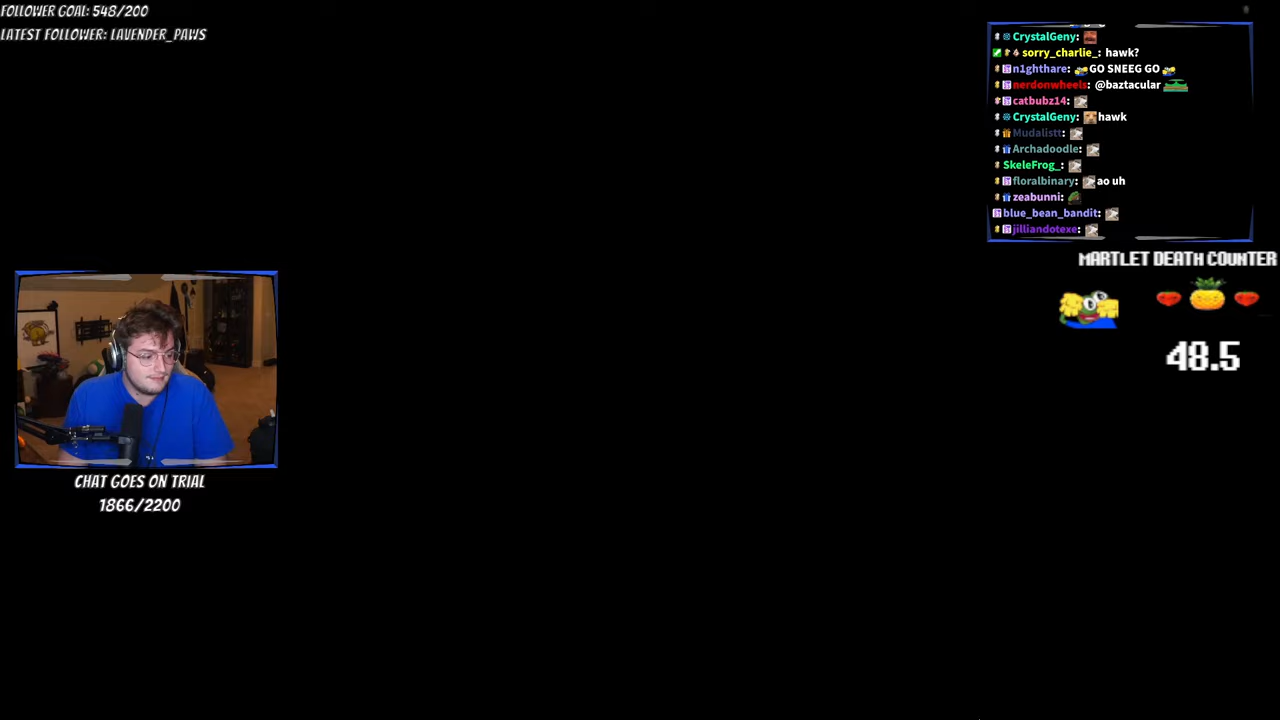 FOLLOWER GOAL: 548/200
LATEST FOLLOWER: LAVENDER_PAWS
CrystalGeny:
sorry_charlie_: hawk?
n1ghthare: GO SNEEG GO
nerdonwheels: @baztacular
catbubz14:
CrystalGeny: hawk
Mudalistt:
Archadoodle:
SkeleFrog_:
floralbinary: ao uh
zeabunni:
blue_bean_bandit:
jilliandotexe:
MARTLET DEATH COUNTER
48.5
CHAT GOES ON TRIAL
1866/2200